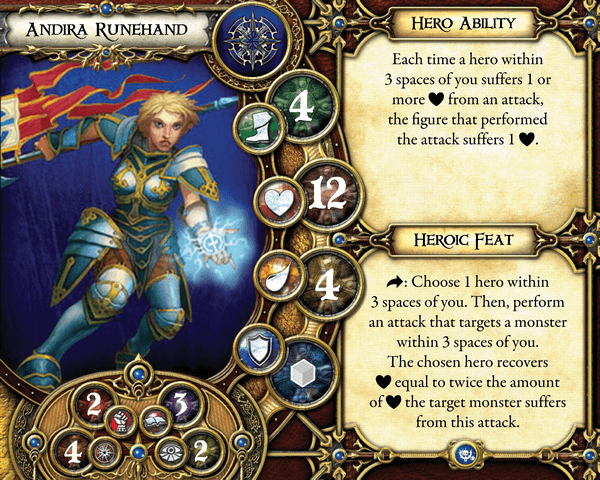 Andira Runehand
4
12
4
2 3
4 2
Hero Ability
Each time a hero within
3 spaces of you suffers 1 or
more ♥ from an attack,
the figure that performed
the attack suffers 1 ♥.
Heroic Feat
: Choose 1 hero within
3 spaces of you. Then, perform
an attack that targets a monster
within 3 spaces of you.
The chosen hero recovers
♥ equal to twice the amount
of ♥ the target monster suffers
from this attack.